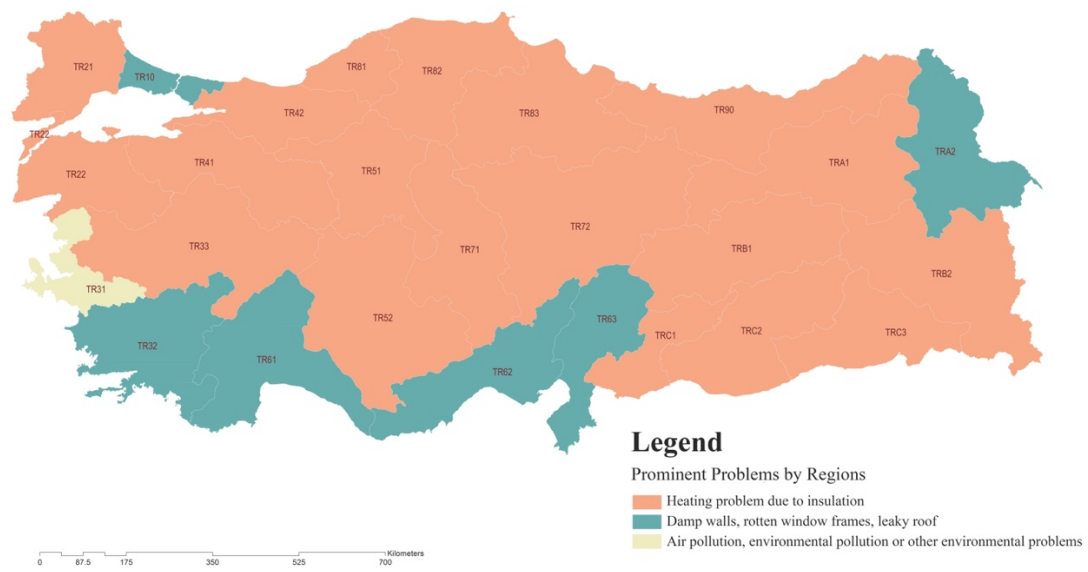 TR81
TR82
TR21
TR10
TR42
TR83
TR90
TR22
TR41
TR51
TRA1
TRA2
TR22
TR33
TR71
TR72
TRB1
TRB2
TR31
TR52
TR63
TRC1
TRC2
TRC3
TR32
TR61
TR62
Legend
Prominent Problems by Regions
Heating problem due to insulation
Damp walls, rotten window frames, leaky roof
Air pollution, environmental pollution or other environmental problems
Kilometers
0 87.5 175 350 525 700